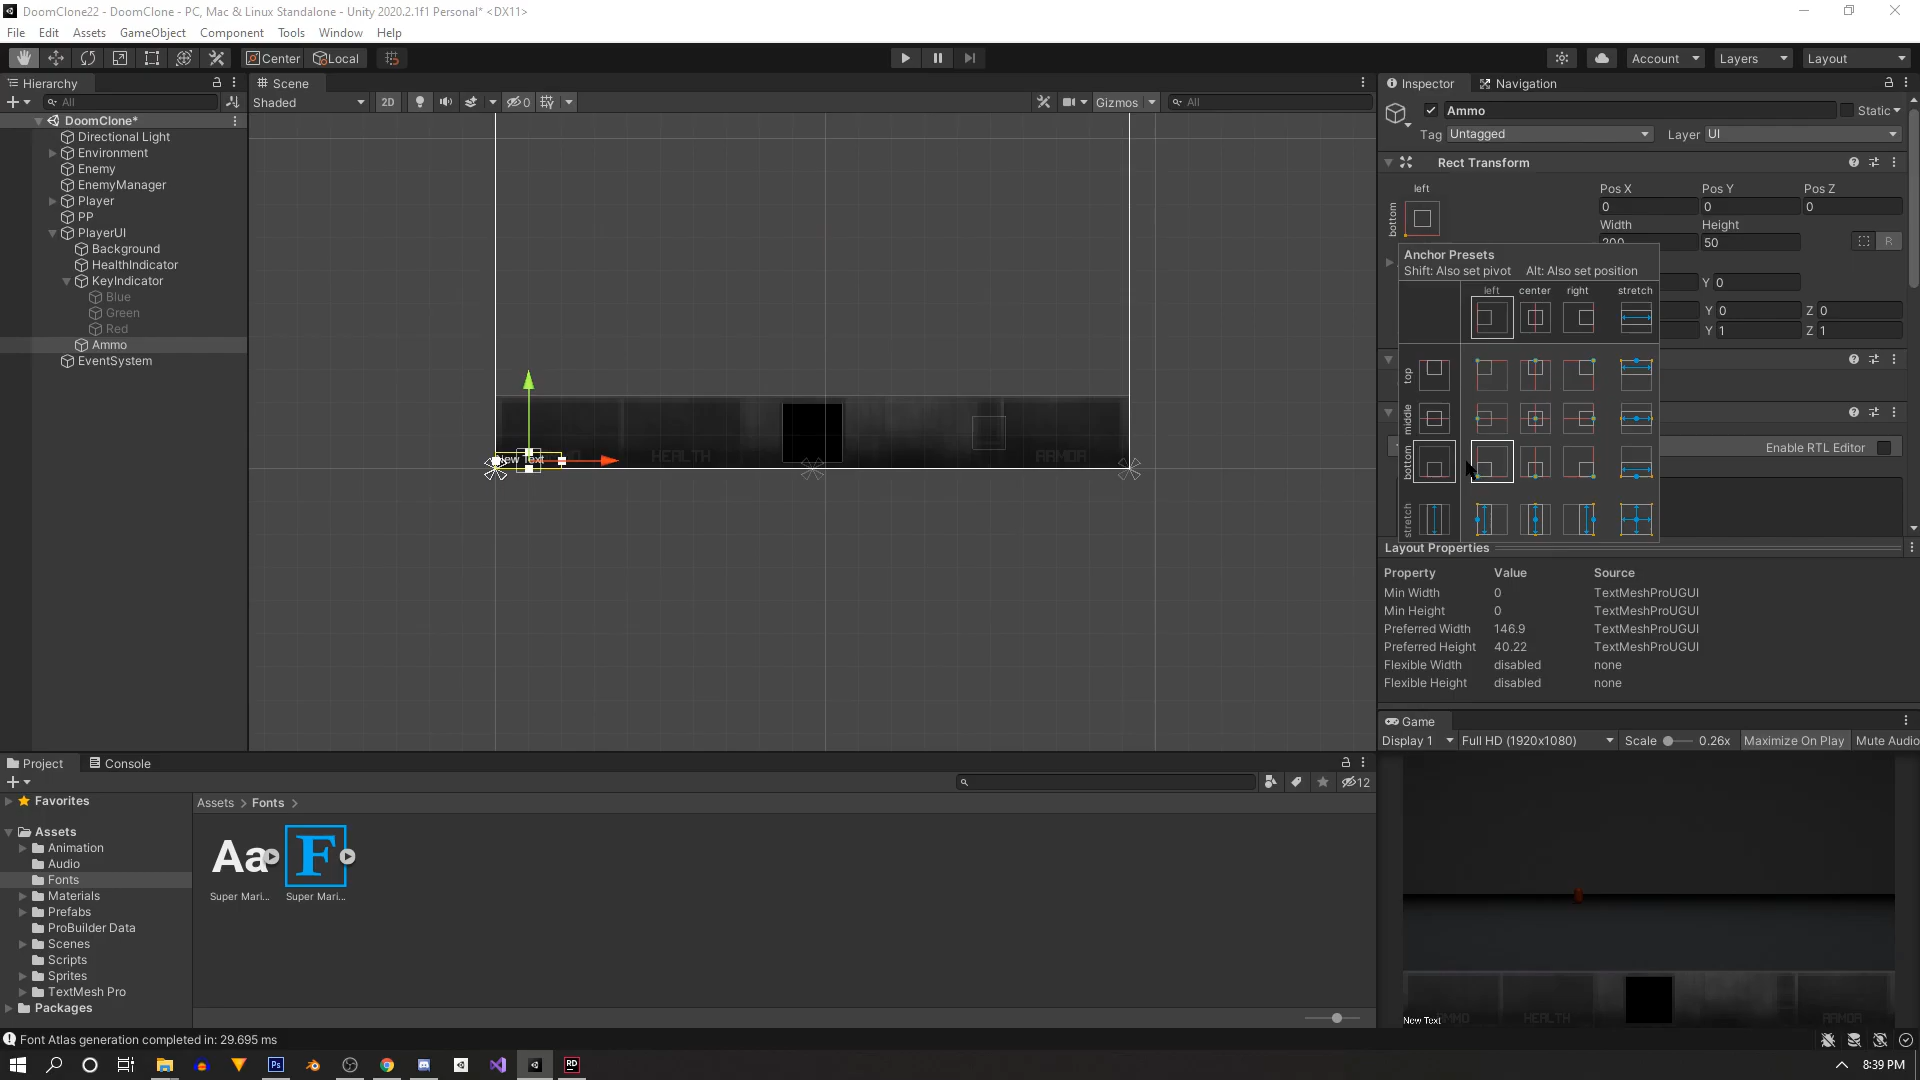 DoomClone22 - DoomClone - PC, Mac & Linux Standalone - Unity 2020.2.1f1 Personal* <DX11>
File Edit Assets GameObject Component Tools Window Help
Center Local
Account Layers Layout
Hierarchy
All
DoomClone*
Directional Light
Environment
Enemy
EnemyManager
Player
PP
PlayerUI
Background
HealthIndicator
KeyIndicator
Blue
Green
Red
Ammo
EventSystem
Scene
Shaded 2D 0 Gizmos All
HEALTH
ARMOR
New Text
Inspector Navigation
Ammo Static
Tag Untagged Layer UI
Rect Transform
left Pos X Pos Y Pos Z
bottom 0 0 0
Width Height
200 50 R
Anchor Presets
Shift: Also set pivot Alt: Also set position
left center right stretch
top
middle
bottom
stretch
Y 0
Y 0 Z 0
Y 1 Z 1
Enable RTL Editor
Layout Properties
Property Value Source
Min Width 0 TextMeshProUGUI
Min Height 0 TextMeshProUGUI
Preferred Width 146.9 TextMeshProUGUI
Preferred Height 40.22 TextMeshProUGUI
Flexible Width disabled none
Flexible Height disabled none
Game
Display 1 Full HD (1920x1080) Scale 0.26x Maximize On Play Mute Audio
New Text
HEALTH
ARMOR
Project Console
12
Favorites
Assets
Animation
Audio
Fonts
Materials
Prefabs
ProBuilder Data
Scenes
Scripts
Sprites
TextMesh Pro
Packages
Assets > Fonts >
Aa F
Super Mari... Super Mari...
Font Atlas generation completed in: 29.695 ms
Ps
RD
8:39 PM